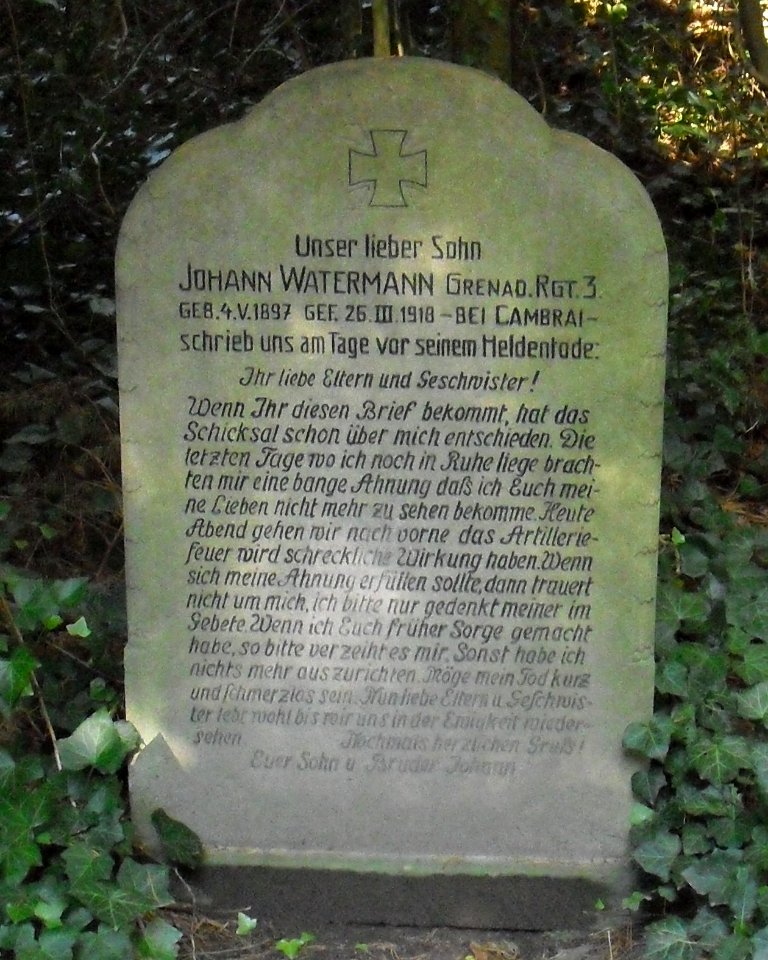 Unser lieber Sohn
JOHANN WATERMANN GRENAD. RGT. 3.
GEB. 4.V.1897 GEF. 26.III 1918 – BEI CAMBRAI –
schrieb uns am Tage vor seinem Heldentode:
Ihr liebe Eltern und Geschwister!
Wenn Ihr diesen Brief bekommt, hat das
Schicksal schon über mich entschieden. Die
letzten Tage wo ich noch in Ruhe liege brach-
ten mir eine bange Ahnung daß ich Euch mei-
ne Lieben nicht mehr zu sehen bekomme. Heute
Abend gehen wir nach vorne das Artillerie-
feuer wird schreckliche Wirkung haben. Wenn
sich meine Ahnung erfüllen sollte, dann trauert
nicht um mich, ich bitte nur gedenkt meiner im
Gebete. Wenn ich Euch früher Sorge gemacht
habe, so bitte verzeiht es mir. Sonst habe ich
nichts mehr auszurichten. Möge mein Tod kurz
und schmerzlos sein. Nun liebe Eltern u. Geschwis-
ter lebt wohl bis wir uns in der Ewigkeit wieder-
sehen. Nochmals herzlichen Gruß!
Euer Sohn u. Bruder Johann